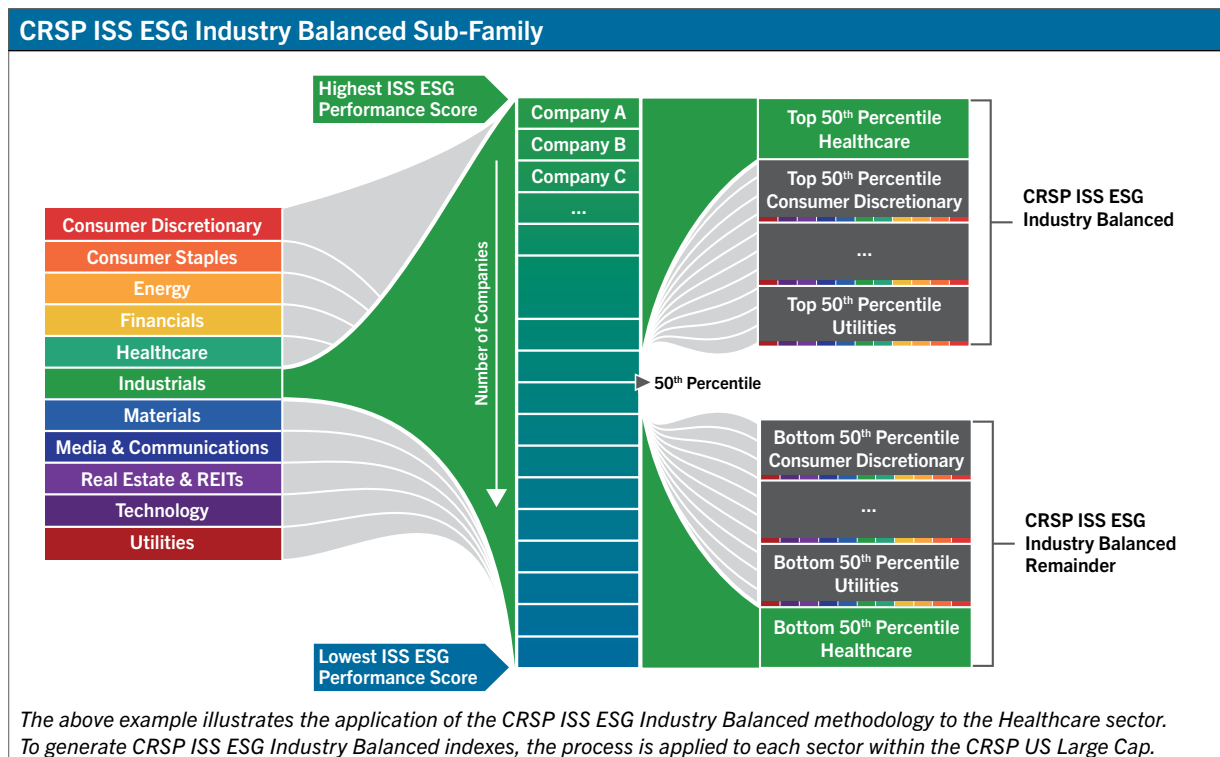 CRSP ISS ESG Industry Balanced Sub-Family
Highest ISS ESG
Performance Score
Consumer Discretionary
Consumer Staples
Energy
Financials
Healthcare
Industrials
Materials
Media & Communications
Real Estate & REITs
Technology
Utilities
Lowest ISS ESG
Performance Score
Number of Companies
Company A
Company B
Company C
...
50th Percentile
Top 50th Percentile
Healthcare
Top 50th Percentile
Consumer Discretionary
...
Top 50th Percentile
Utilities
CRSP ISS ESG
Industry Balanced
Bottom 50th Percentile
Consumer Discretionary
...
Bottom 50th Percentile
Utilities
Bottom 50th Percentile
Healthcare
CRSP ISS ESG
Industry Balanced
Remainder
The above example illustrates the application of the CRSP ISS ESG Industry Balanced methodology to the Healthcare sector.
To generate CRSP ISS ESG Industry Balanced indexes, the process is applied to each sector within the CRSP US Large Cap.